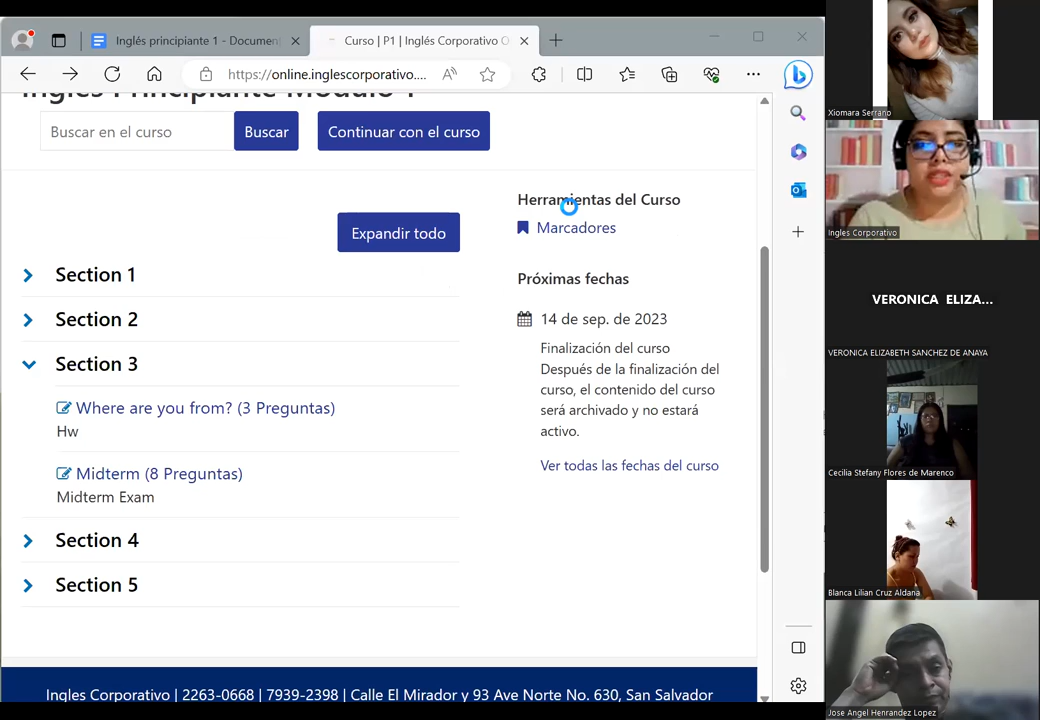 Inglés principiante 1 - Documen
Curso | P1 | Inglés Corporativo O
https://online.inglescorporativo....
Inglés Principiante Modulo 1
Buscar en el curso
Buscar
Continuar con el curso
Expandir todo
Section 1
Section 2
Section 3
Where are you from? (3 Preguntas)
Hw
Midterm (8 Preguntas)
Midterm Exam
Section 4
Section 5
Herramientas del Curso
Marcadores
Próximas fechas
14 de sep. de 2023
Finalización del curso
Después de la finalización del
curso, el contenido del curso
será archivado y no estará
activo.
Ver todas las fechas del curso
Ingles Corporativo | 2263-0668 | 7939-2398 | Calle El Mirador y 93 Ave Norte No. 630, San Salvador
Xiomara Serrano
Ingles Corporativo
VERONICA ELIZA...
VERONICA ELIZABETH SANCHEZ DE ANAYA
Cecilia Stefany Flores de Marenco
Blanca Lilian Cruz Aldana
Jose Angel Henrandez Lopez